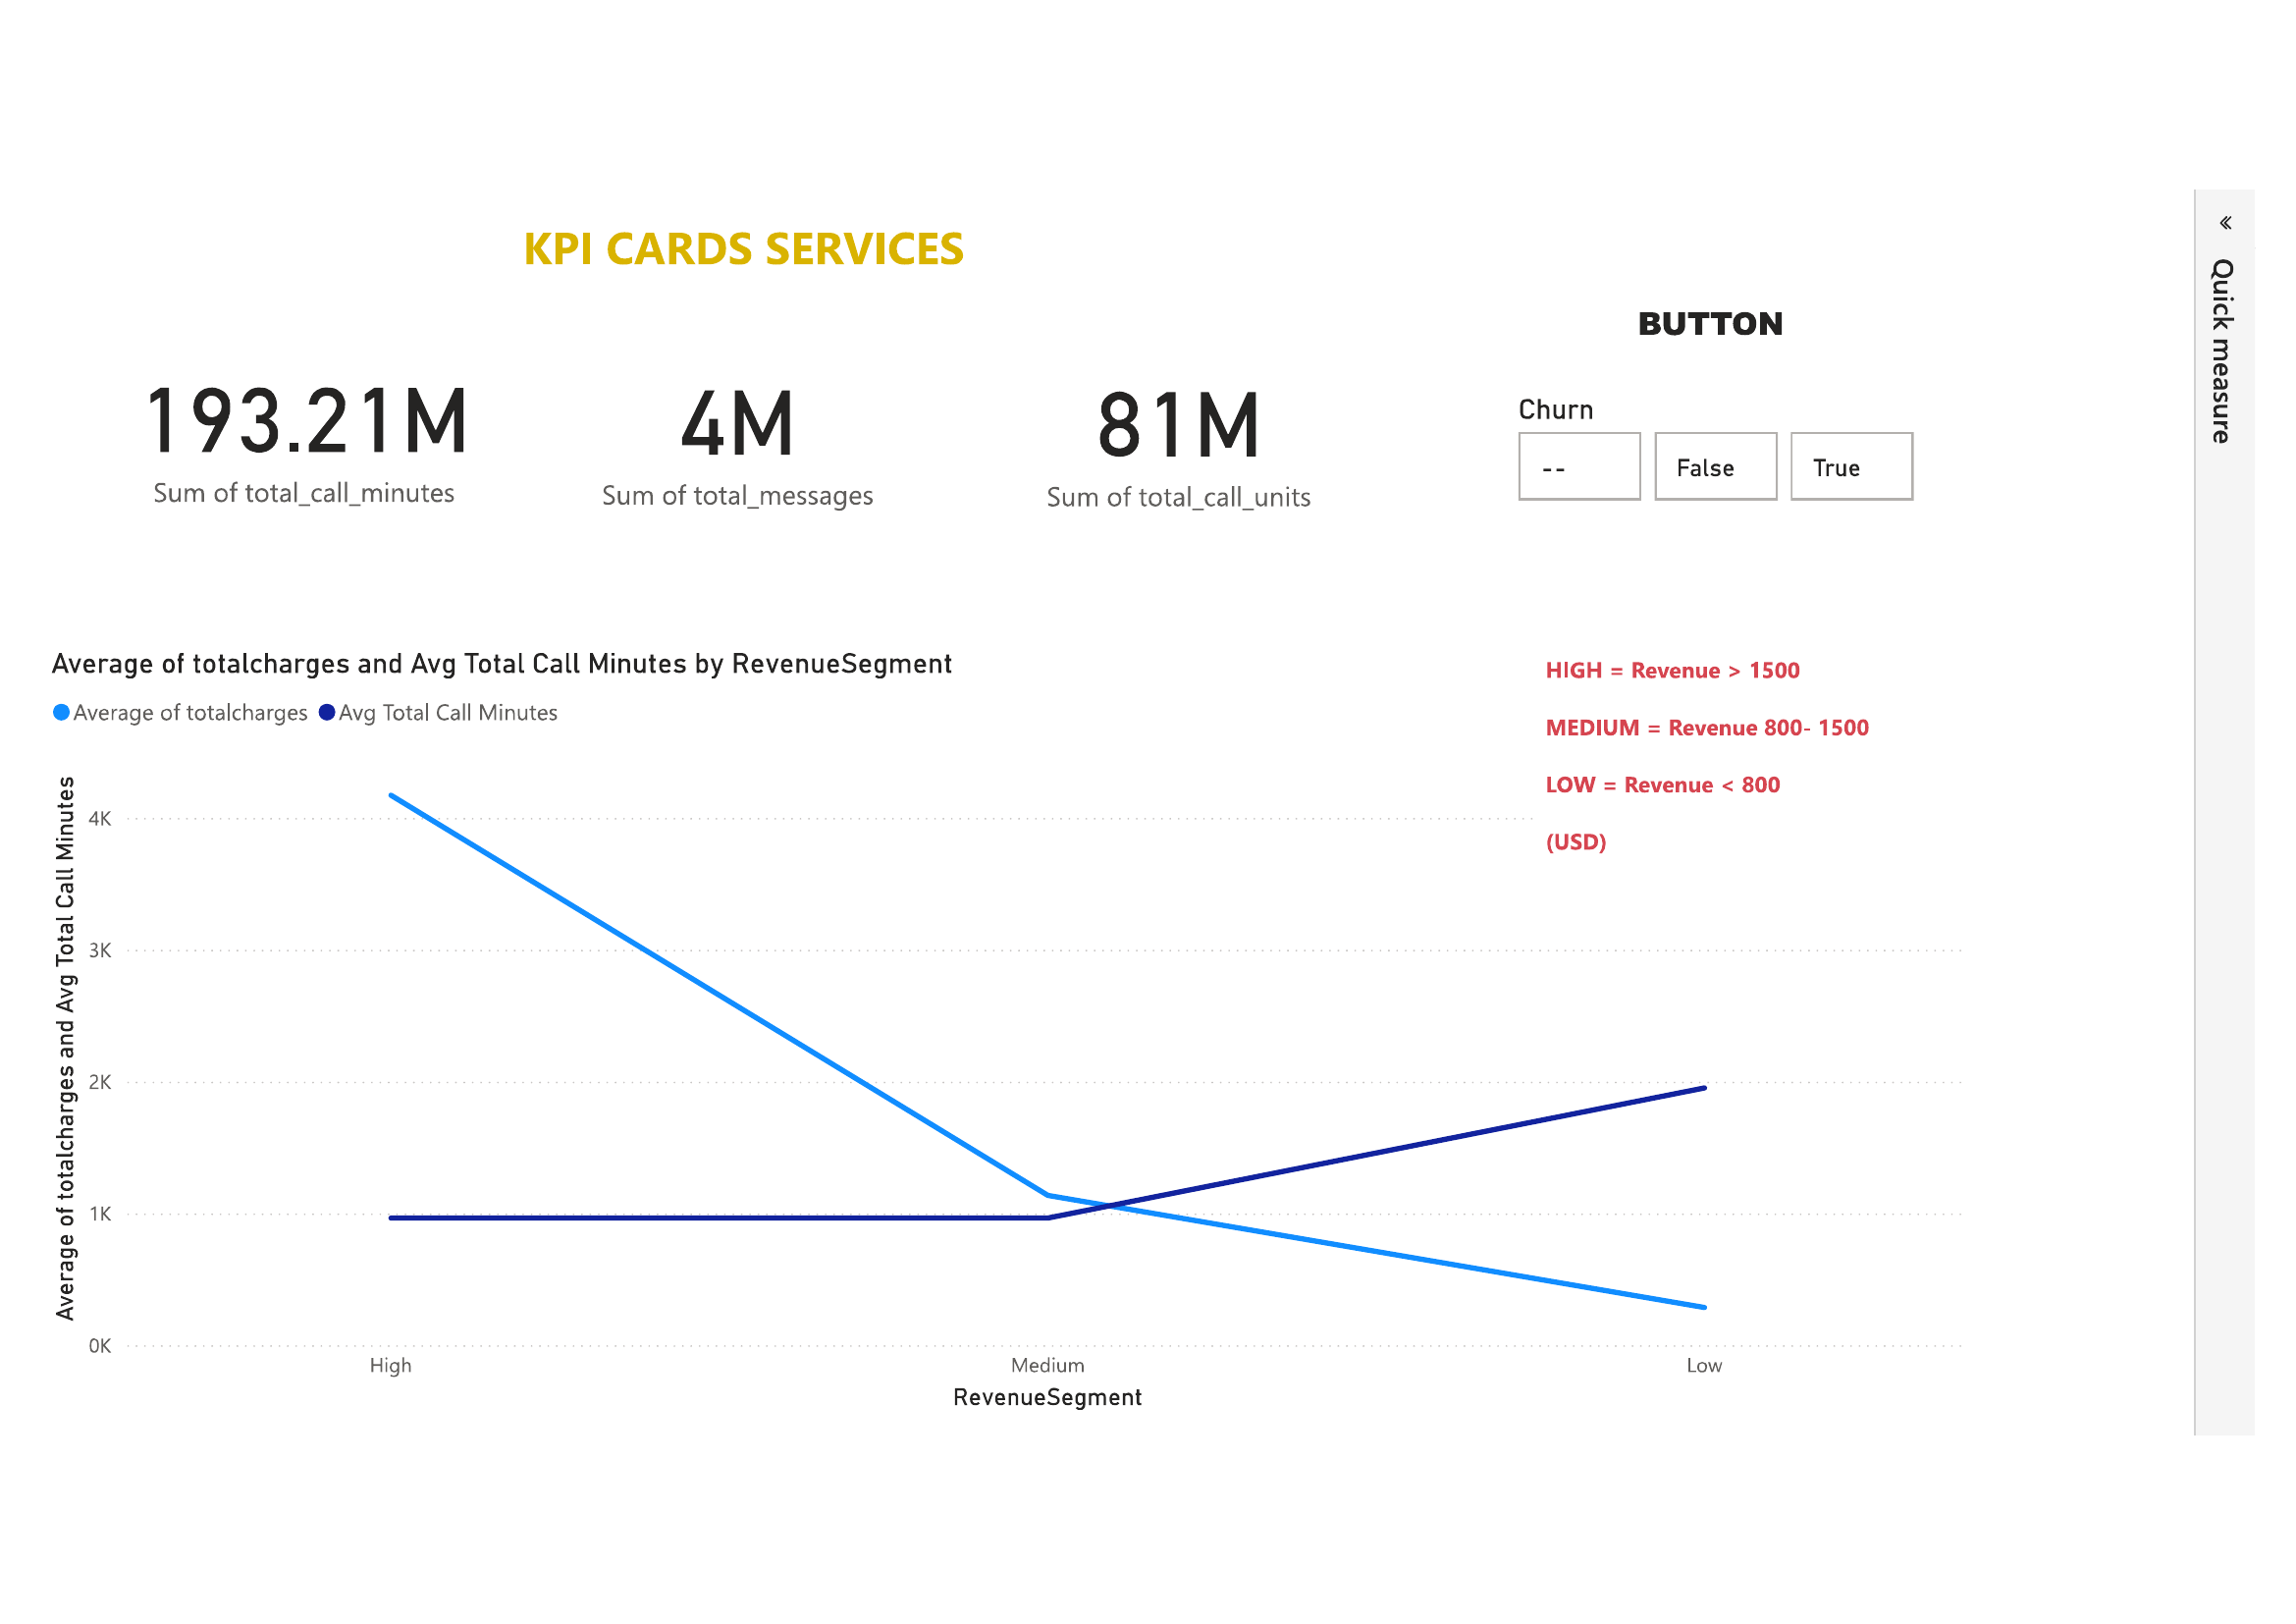 KPI CARDS SERVICES
BUTTON
193.21M
Sum of total_call_minutes
4M
Sum of total_messages
81M
Sum of total_call_units
Churn
--
False
True
«
Quick measure
Average of totalcharges and Avg Total Call Minutes by RevenueSegment
Average of totalcharges Avg Total Call Minutes
HIGH = Revenue > 1500
MEDIUM = Revenue 800- 1500
LOW = Revenue < 800
(USD)
Average of totalcharges and Avg Total Call Minutes
4K
3K
2K
1K
0K
High Medium Low
RevenueSegment